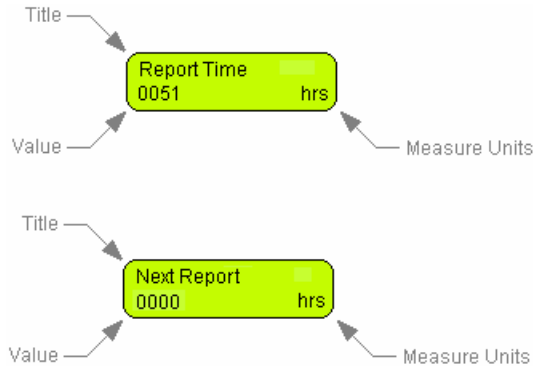 Title
Report Time
0051 hrs
Value
Measure Units
Title
Next Report
0000 hrs
Value
Measure Units